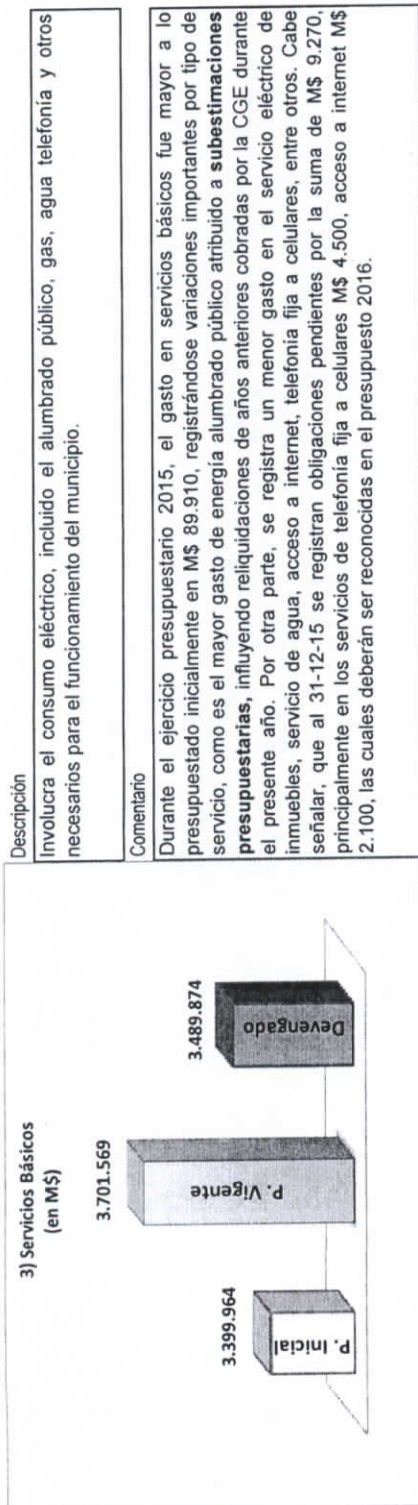 3) Servicios Básicos
(en M$)
3.399.964
3.701.569
3.489.874
P. Inicial
P. Vigente
Devengado
Descripción
Involucra el consumo eléctrico, incluido el alumbrado público, gas, agua telefonía y otros
necesarios para el funcionamiento del municipio.
Comentario
Durante el ejercicio presupuestario 2015, el gasto en servicios básicos fue mayor a lo
presupuestado inicialmente en M$ 89.910, registrándose variaciones importantes por tipo de
servicio, como es el mayor gasto de energía alumbrado público atribuido a subestimaciones
presupuestarias, influyendo reliquidaciones de años anteriores cobradas por la CGE durante
el presente año. Por otra parte, se registra un menor gasto en el servicio eléctrico de
inmuebles, servicio de agua, acceso a internet, telefonía fija a celulares, entre otros. Cabe
señalar, que al 31-12-15 se registran obligaciones pendientes por la suma de M$ 9.270,
principalmente en los servicios de telefonía fija a celulares M$ 4.500, acceso a internet M$
2.100, las cuales deberán ser reconocidas en el presupuesto 2016.